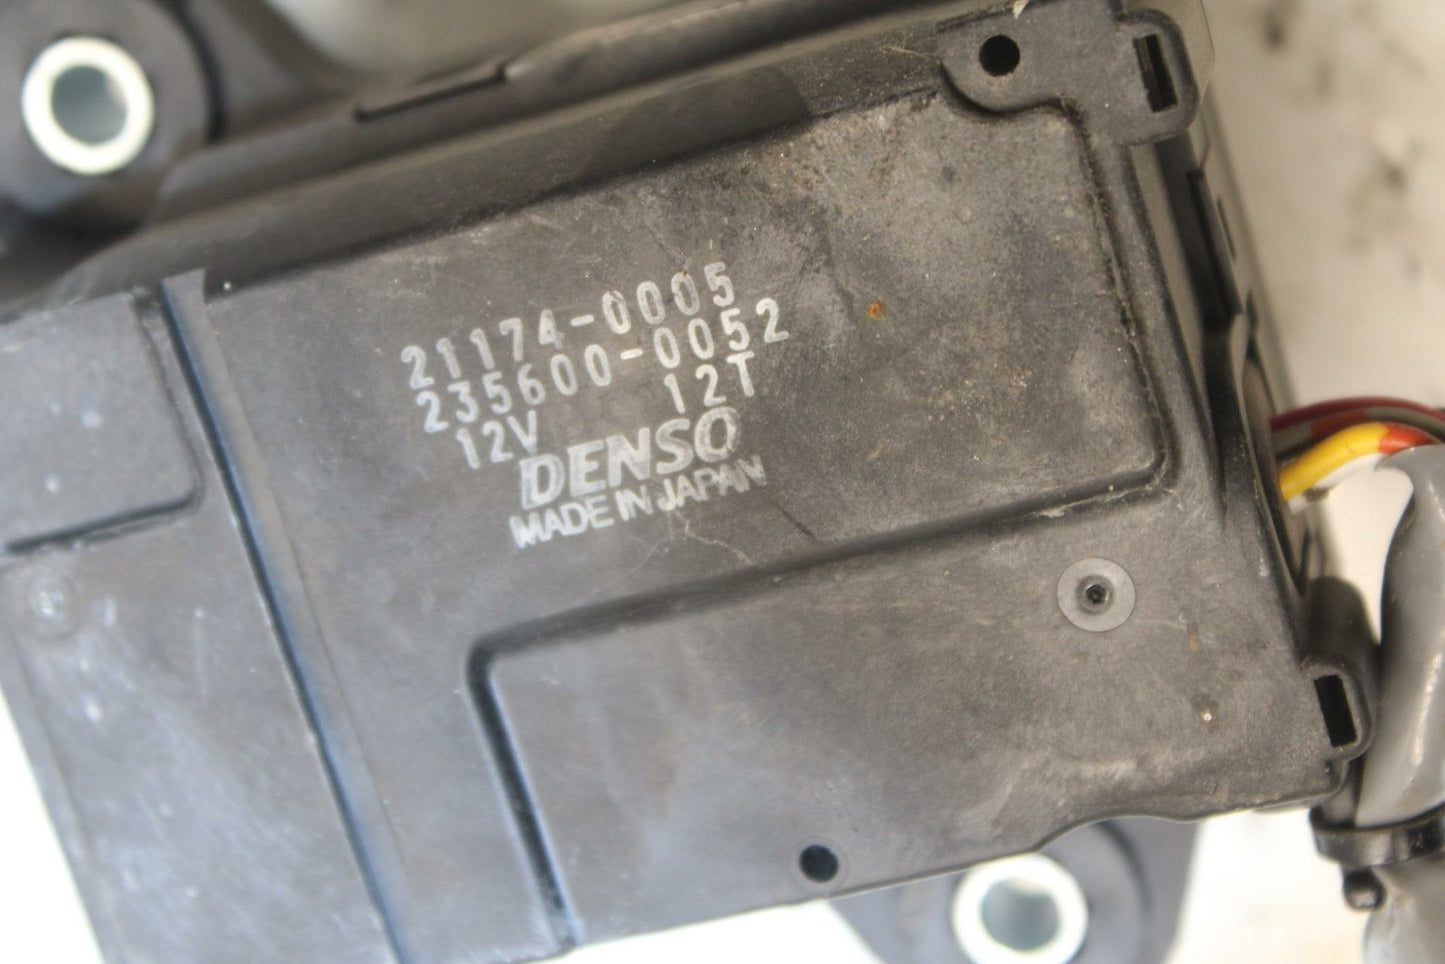 21174-0005
235600-0052
12V 12T
DENSO
MADE IN JAPAN